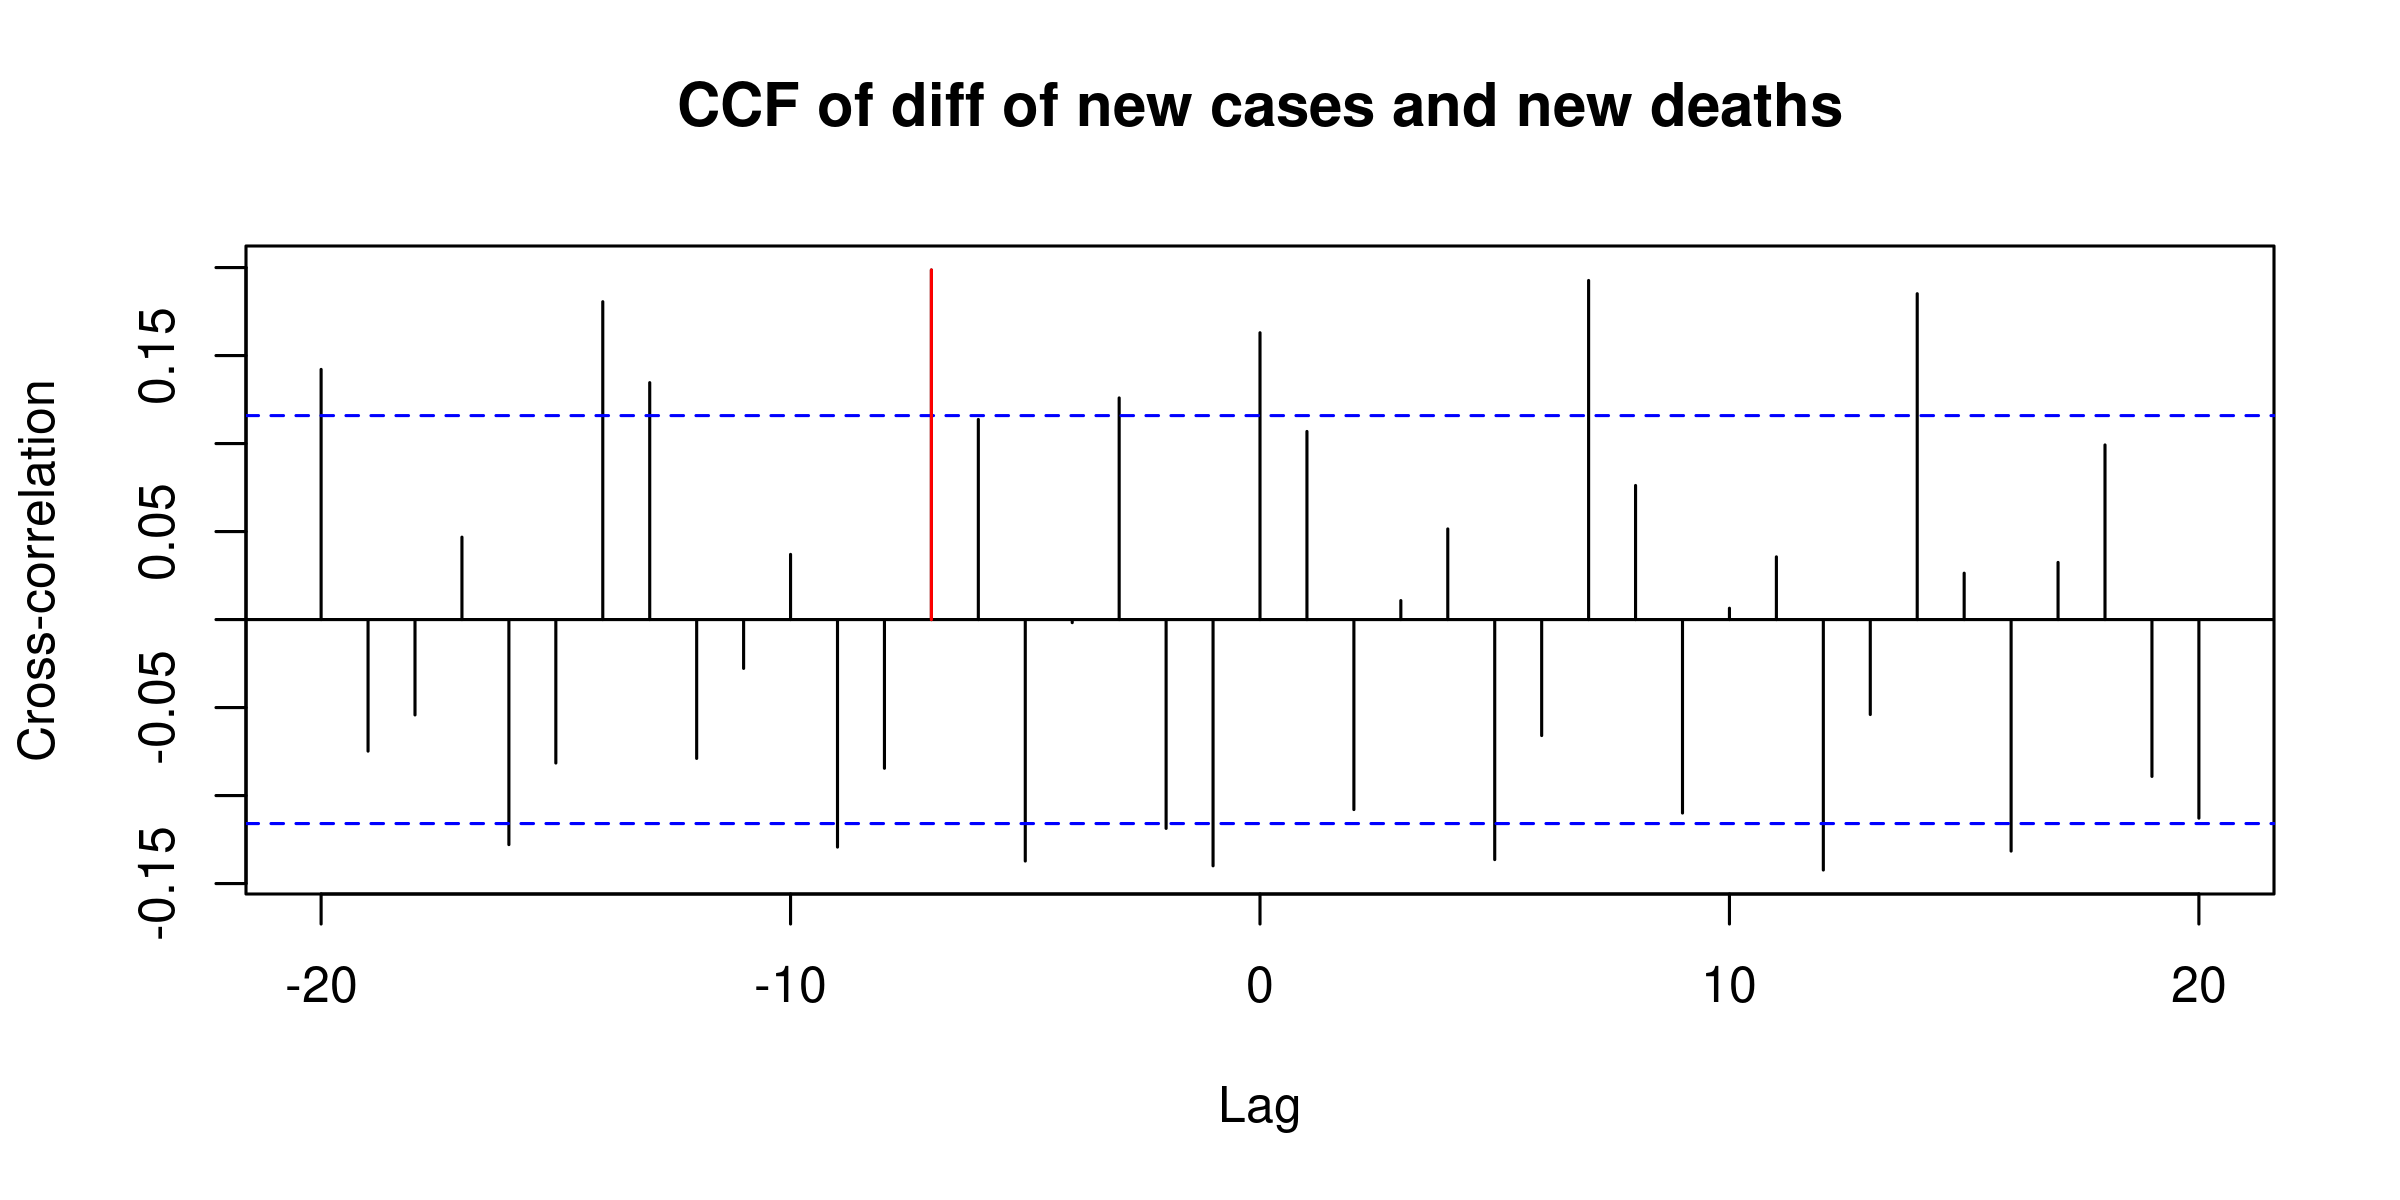 CCF of diff of new cases and new deaths
Cross-correlation
0.15
0.05
-0.05
-0.15
-20 -10 0 10 20
Lag